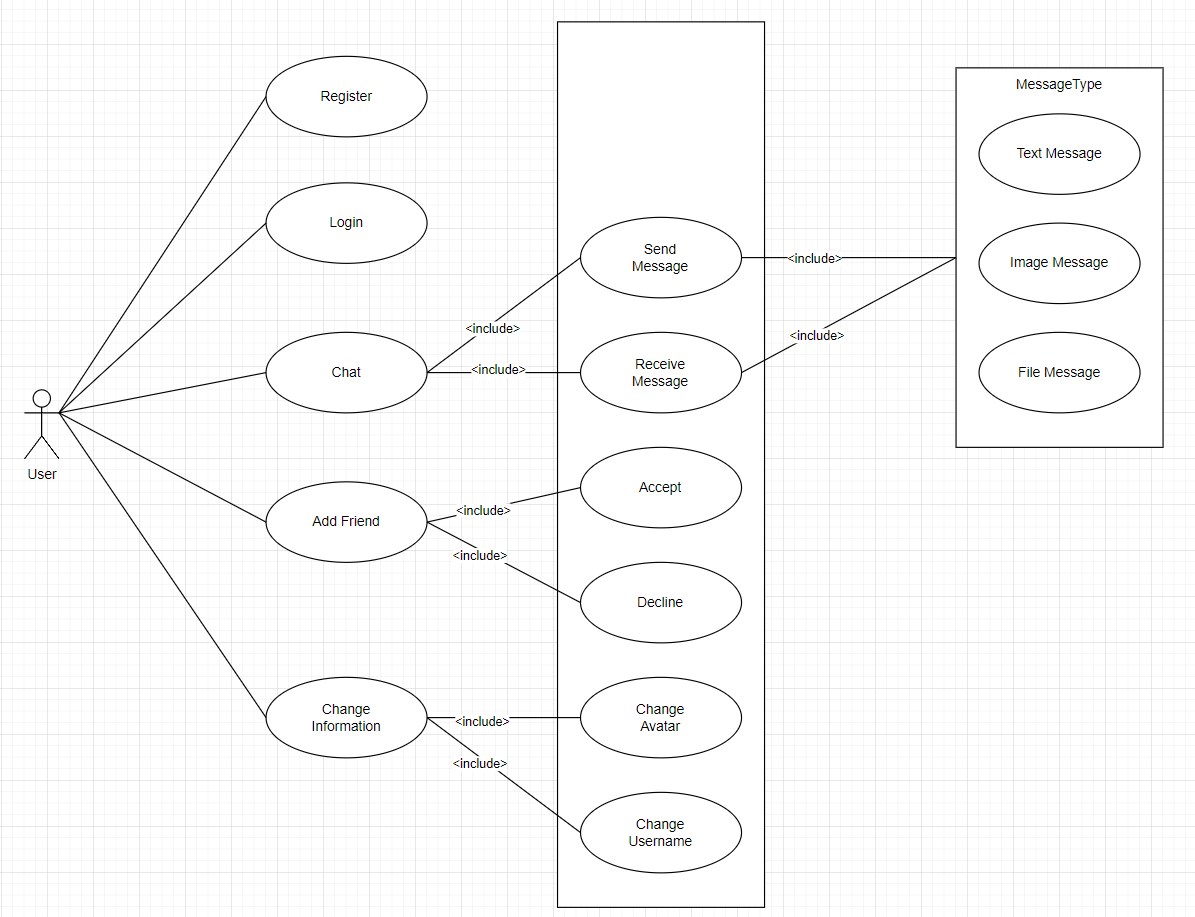 MessageType
Register
Text Message
Login
Send
Message
<include>
Image Message
<include>
<include>
Chat
<include>
Receive
Message
File Message
User
Accept
<include>
Add Friend
<include>
Decline
Change
Information
<include>
Change
Avatar
<include>
Change
Username